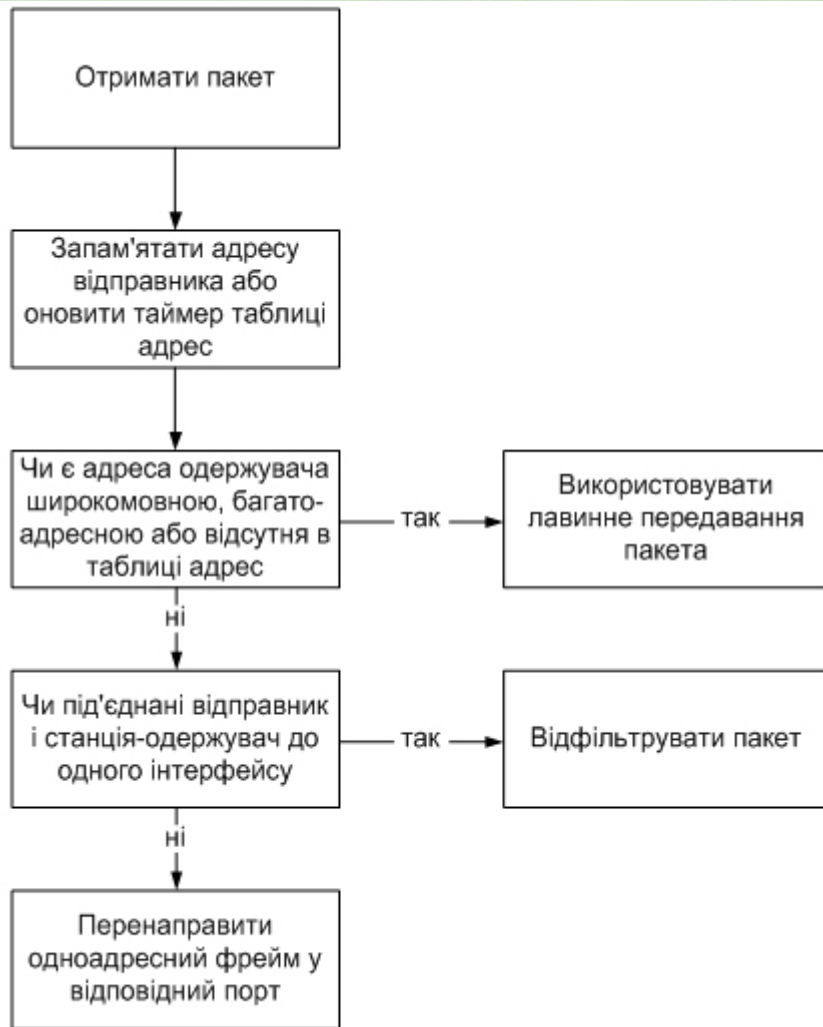 Отримати пакет
Запам'ятати адресу
відправника або
оновити таймер таблиці
адрес
Чи є адреса одержувача
широкомовною, багато-
адресною або відсутня в
таблиці адрес
так
Використовувати
лавинне передавання
пакета
ні
Чи під'єднані відправник
і станція-одержувач до
одного інтерфейсу
так
Відфільтрувати пакет
ні
Перенаправити
одноадресний фрейм у
відповідний порт